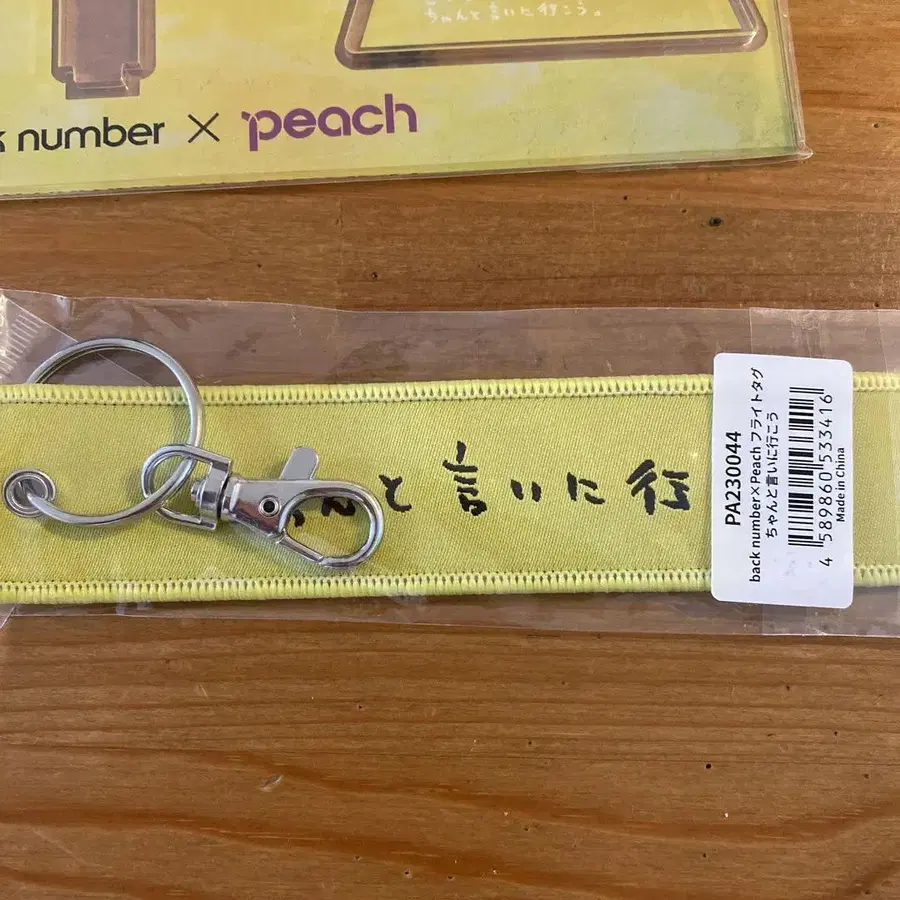 ちゃんと言いに行こう。
k number × peach
と言いに行
PA230044
back number×Peach フライトタグ
ちゃんと言いに行こう
4 589860 533416
Made in China